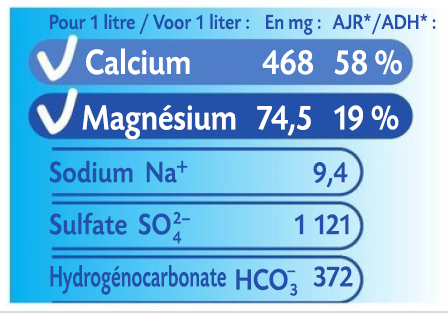 Pour 1 litre / Voor 1 liter : En mg : AJR*/ADH* :
Calcium 468 58 %
Magnésium 74,5 19 %
Sodium Na⁺ 9,4
Sulfate SO₄²⁻ 1 121
Hydrogénocarbonate HCO₃⁻ 372